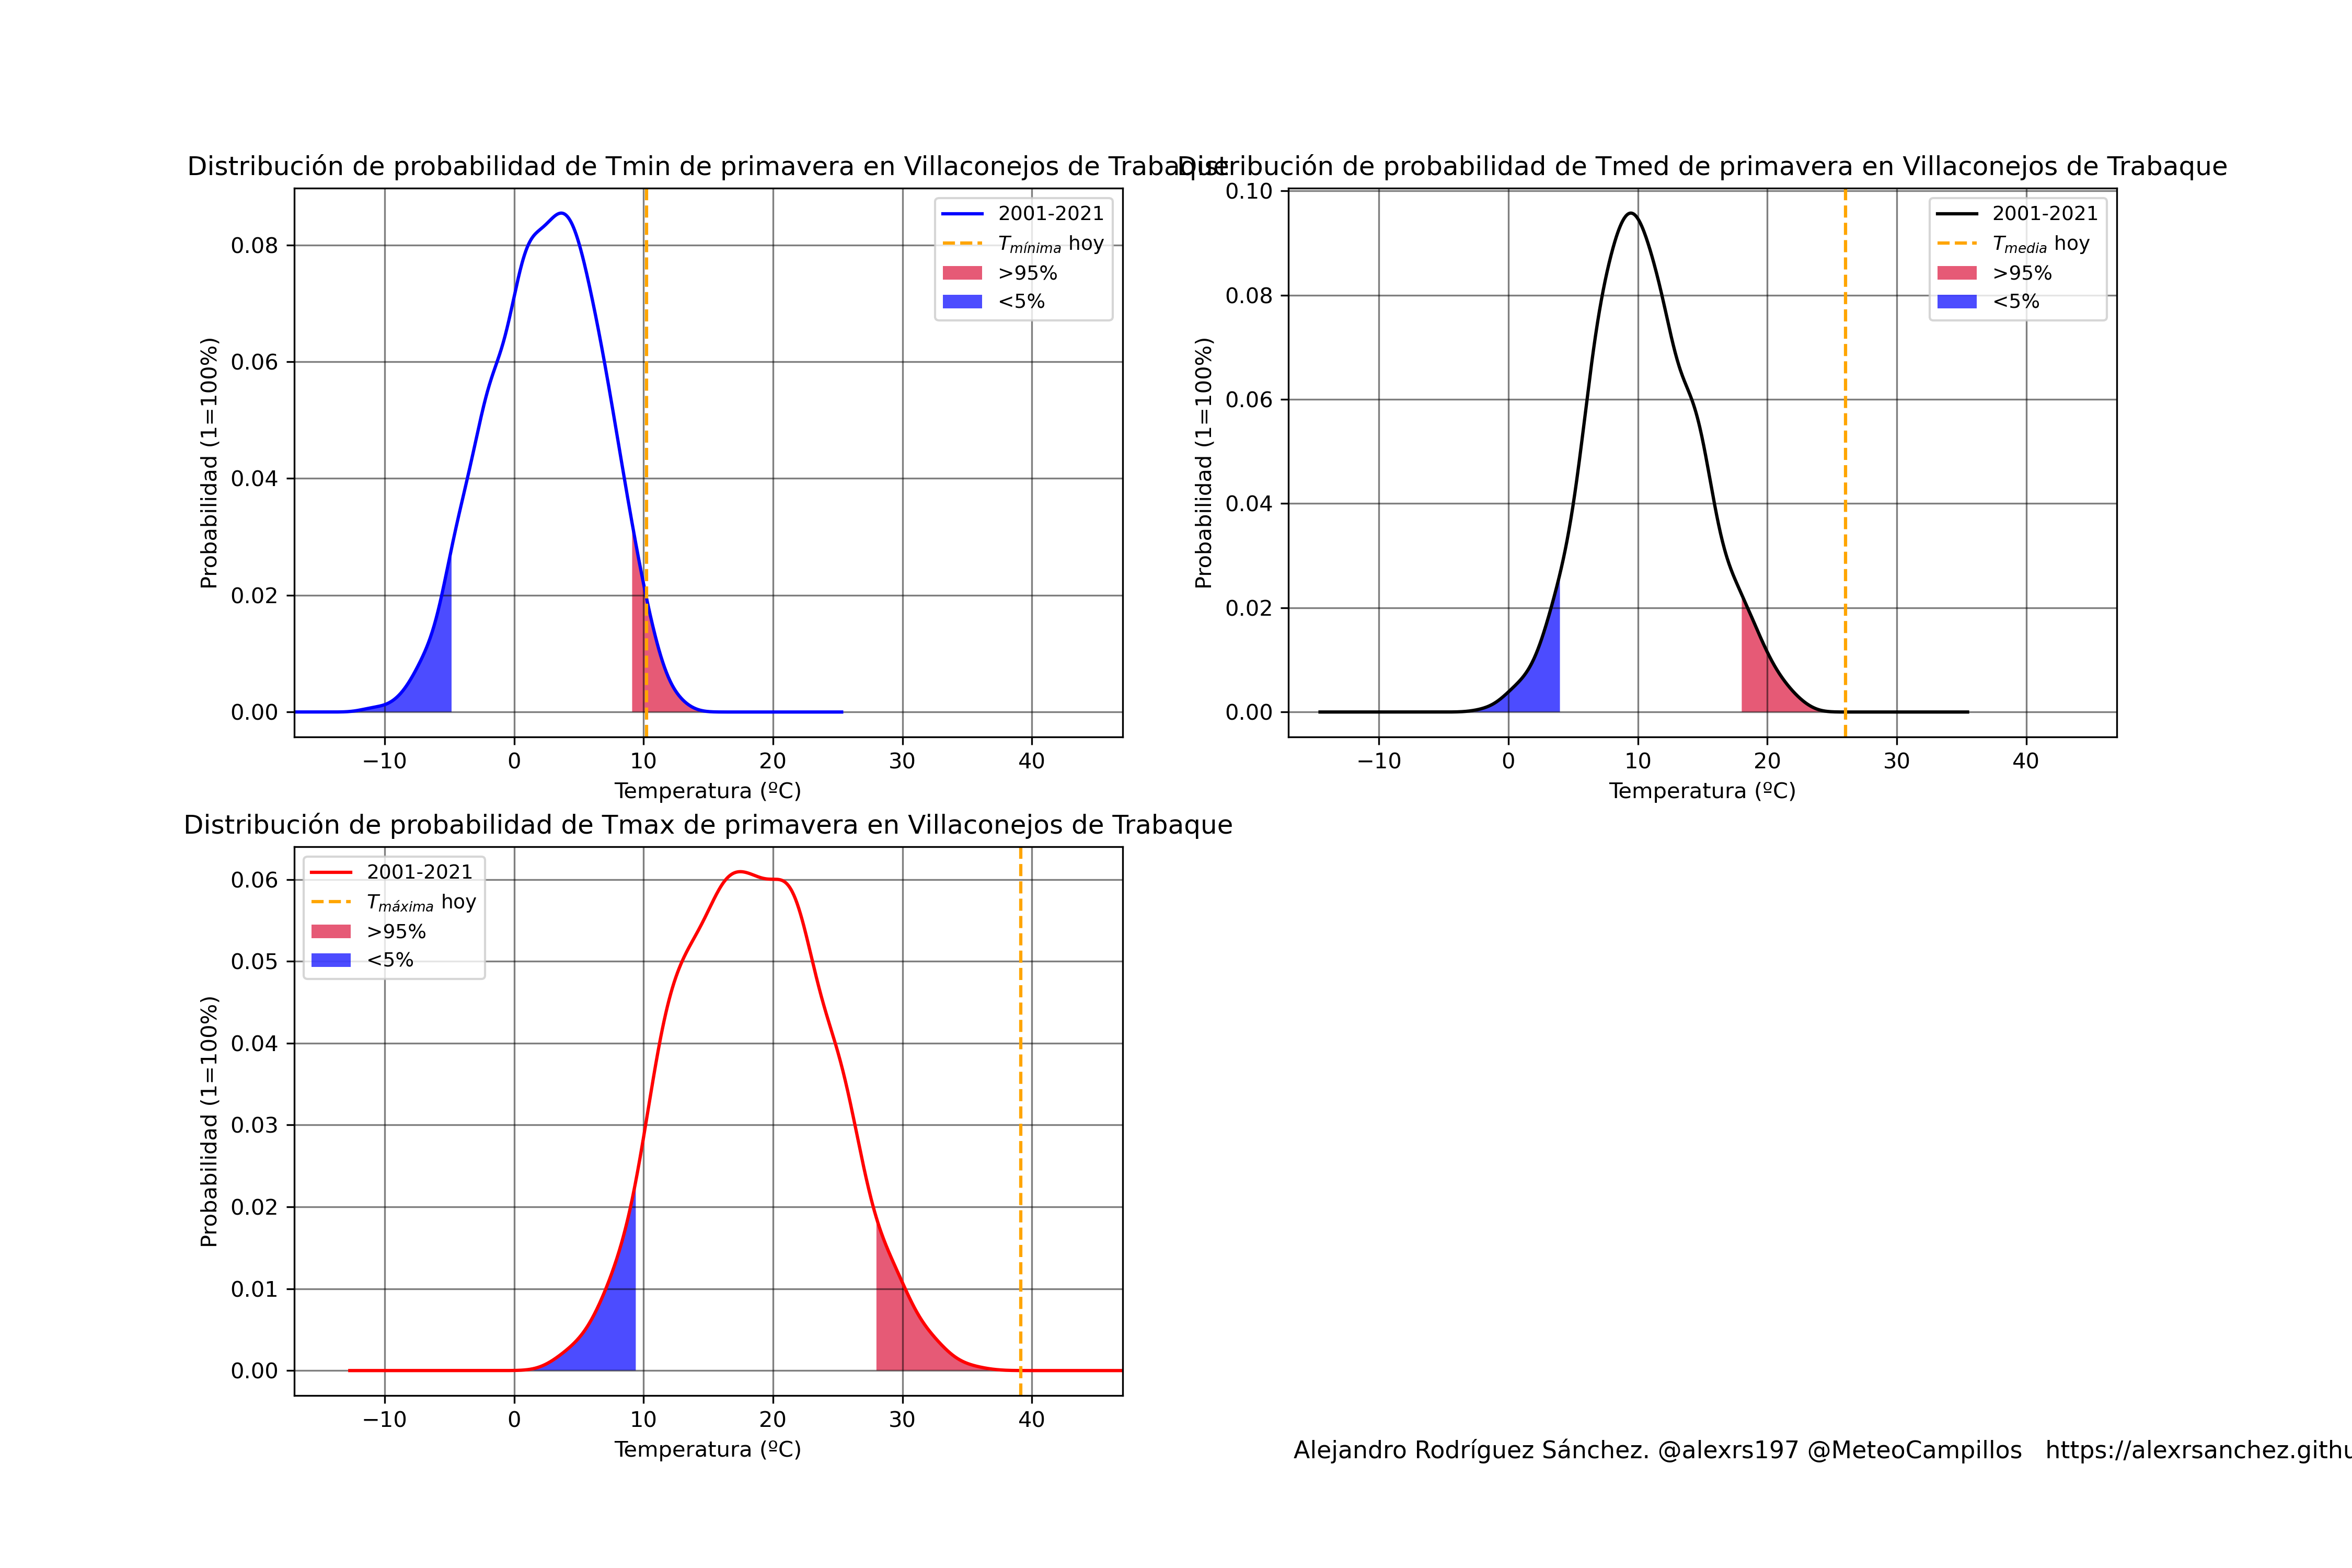 Distribución de probabilidad de Tmin de primavera en Villaconejos de Trabaque
Probabilidad (1=100%)
0.08
0.06
0.04
0.02
0.00
2001-2021
Tmínima hoy
>95%
<5%
−10 0 10 20 30 40
Temperatura (ºC)
Distribución de probabilidad de Tmed de primavera en Villaconejos de Trabaque
Probabilidad (1=100%)
0.10
0.08
0.06
0.04
0.02
0.00
2001-2021
Tmedia hoy
>95%
<5%
−10 0 10 20 30 40
Temperatura (ºC)
Distribución de probabilidad de Tmax de primavera en Villaconejos de Trabaque
Probabilidad (1=100%)
0.06
0.05
0.04
0.03
0.02
0.01
0.00
2001-2021
Tmáxima hoy
>95%
<5%
−10 0 10 20 30 40
Temperatura (ºC)
Alejandro Rodríguez Sánchez. @alexrs197 @MeteoCampillos https://alexrsanchez.githu